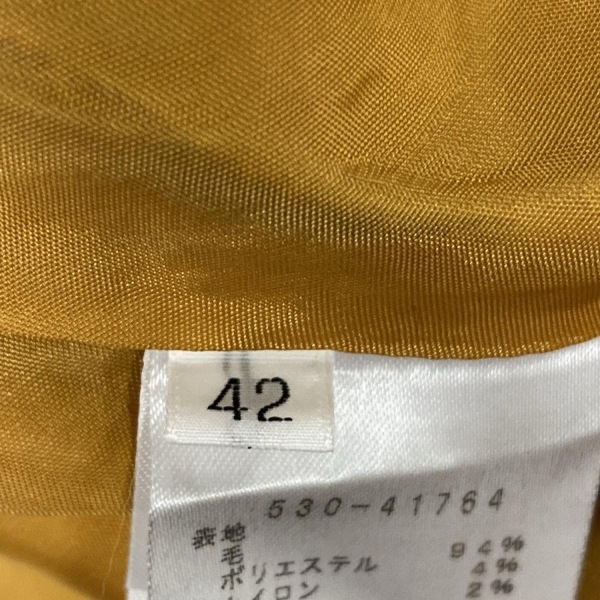 42
530-41764
表地
毛 94%
ポリエステル 4%
ナイロン 2%